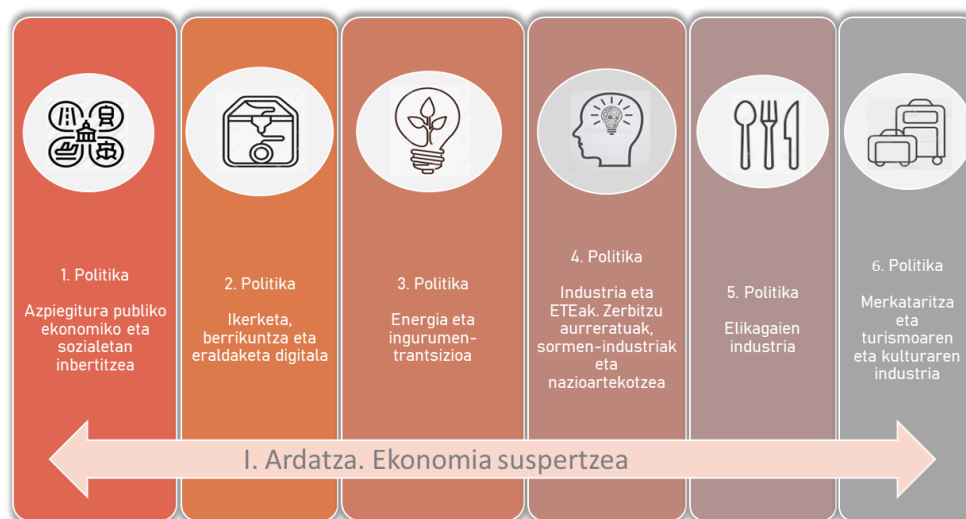 1. Politika
Azpiegitura publiko
ekonomiko eta
sozialetan
inbertitzea
2. Politika
Ikerketa,
berrikuntza eta
eraldaketa digitala
3. Politika
Energia eta
ingurumen-
trantsizioa
4. Politika
Industria eta
ETEak. Zerbitzu
aurreratuak,
sormen-industriak
eta
nazioartekotzea
5. Politika
Elikagaien
industria
6. Politika
Merkataritza
eta
turismoaren
eta kulturaren
industria
I. Ardatza. Ekonomia suspertzea